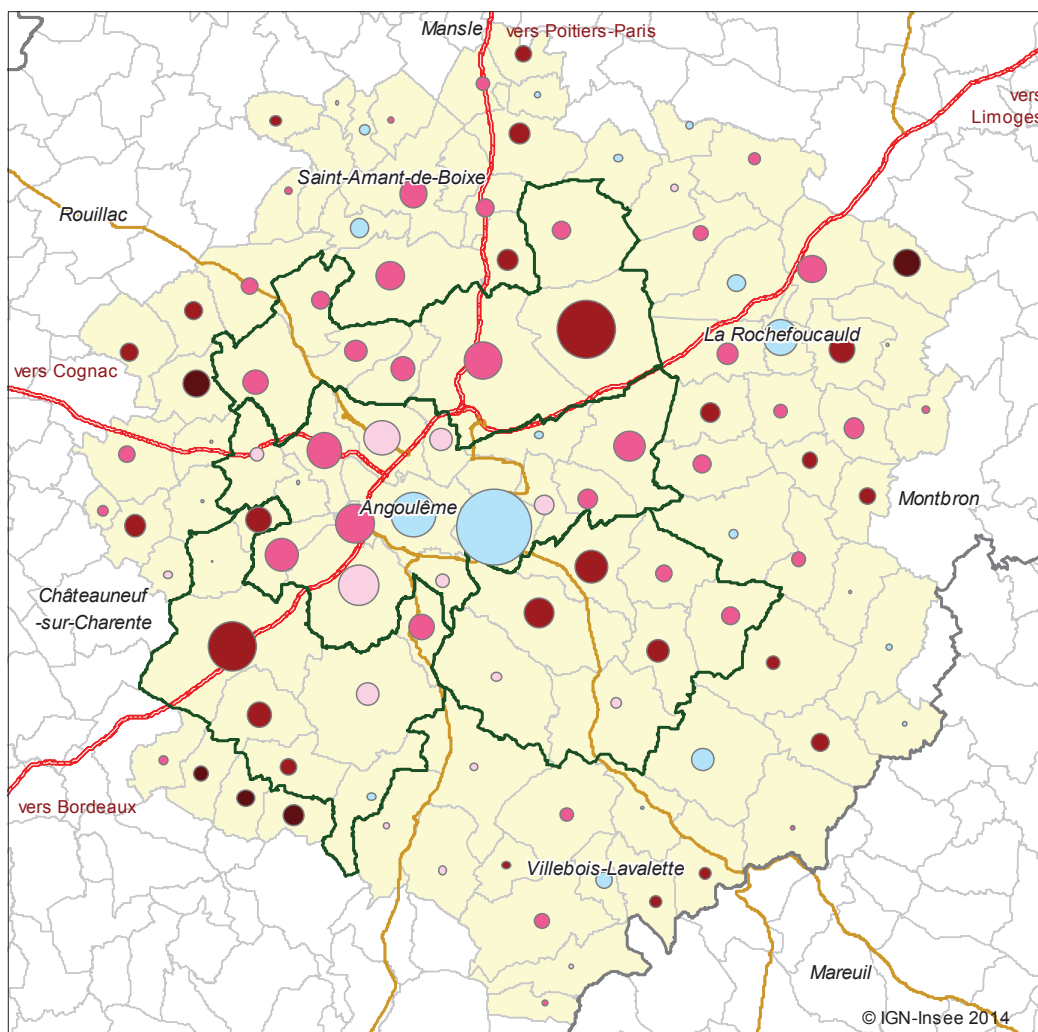 Mansle
vers Poitiers-Paris
vers
Limoges
Saint-Amant-de-Boixe
Rouillac
La Rochefoucauld
vers Cognac
Montbron
Angoulême
Châteauneuf
-sur-Charente
vers Bordeaux
Villebois-Lavalette
Mareuil
© IGN-Insee 2014